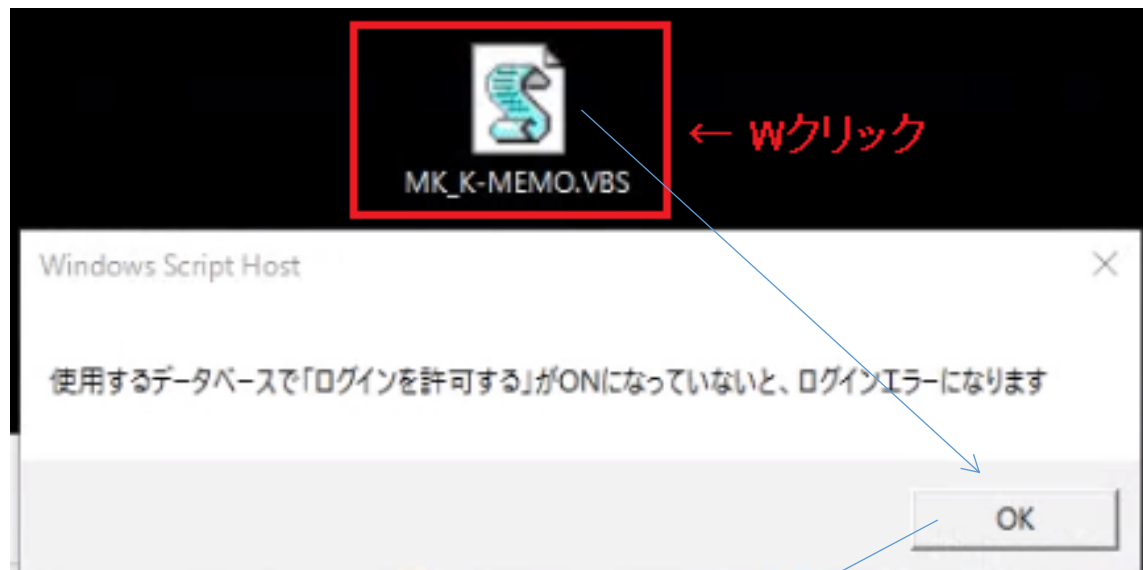 ← Wクリック
MK_K-MEMO.VBS
Windows Script Host
使用するデータベースで「ログインを許可する」がONになっていないと、ログインエラーになります
OK